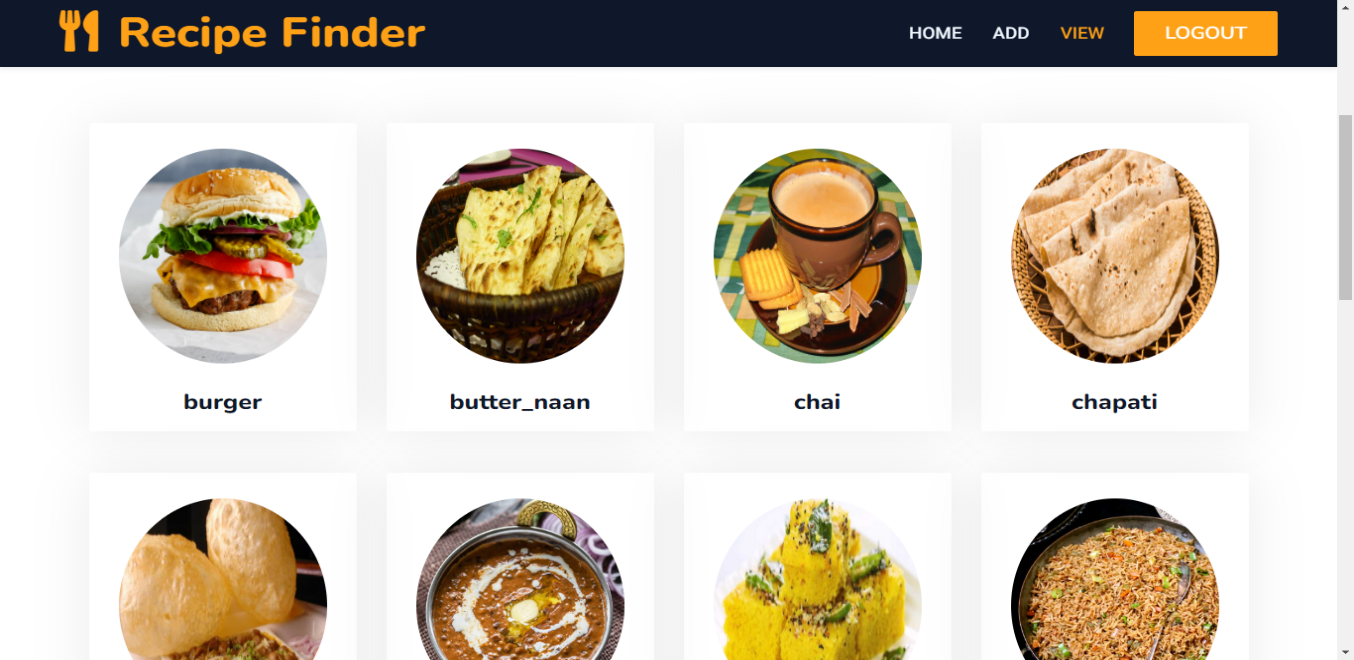 Recipe Finder
HOME ADD VIEW LOGOUT
burger butter_naan chai chapati